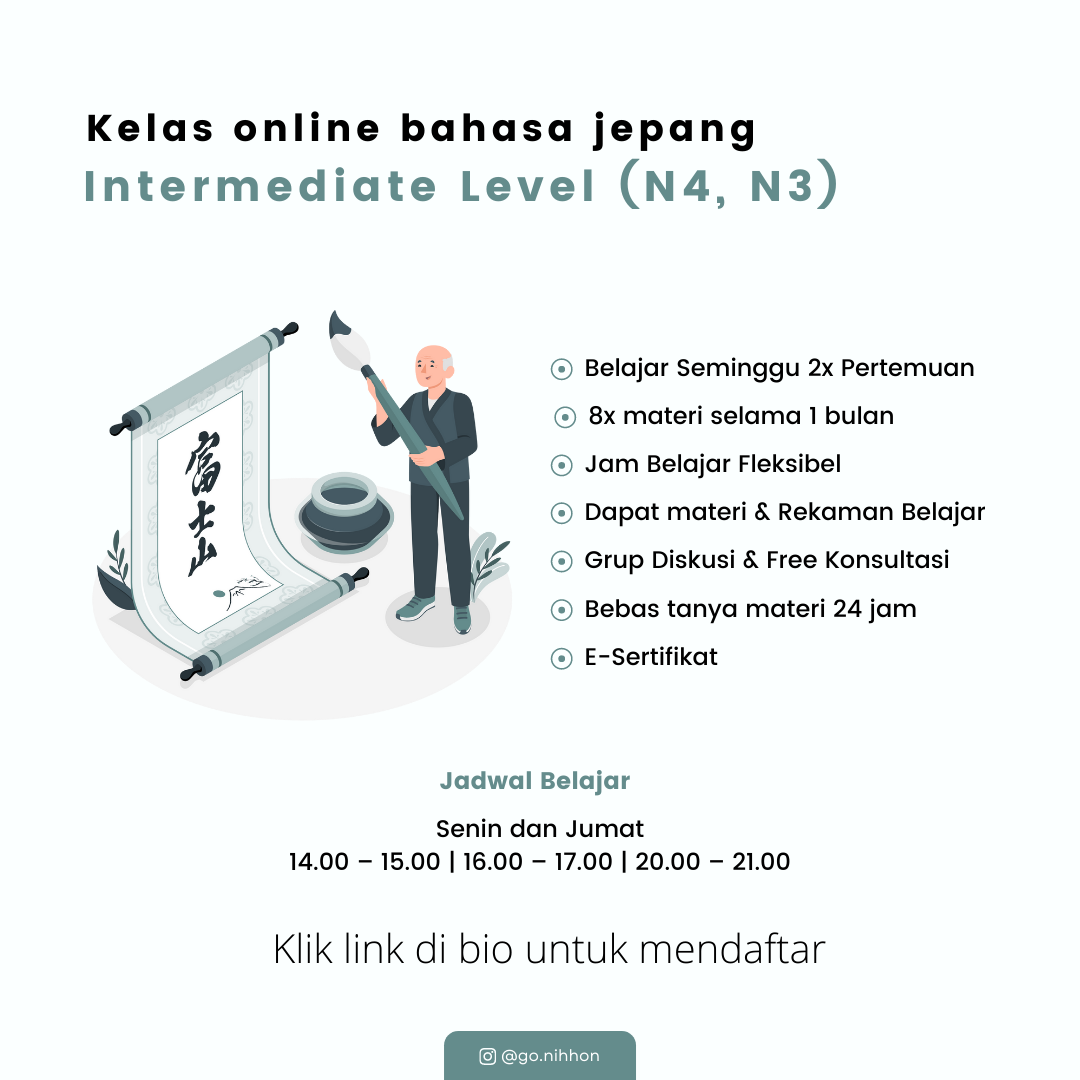 Kelas online bahasa jepang
Intermediate Level (N4, N3)
富士山
Belajar Seminggu 2x Pertemuan
8x materi selama 1 bulan
Jam Belajar Fleksibel
Dapat materi & Rekaman Belajar
Grup Diskusi & Free Konsultasi
Bebas tanya materi 24 jam
E-Sertifikat
Jadwal Belajar
Senin dan Jumat
14.00 – 15.00 | 16.00 – 17.00 | 20.00 – 21.00
Klik link di bio untuk mendaftar
@go.nihhon